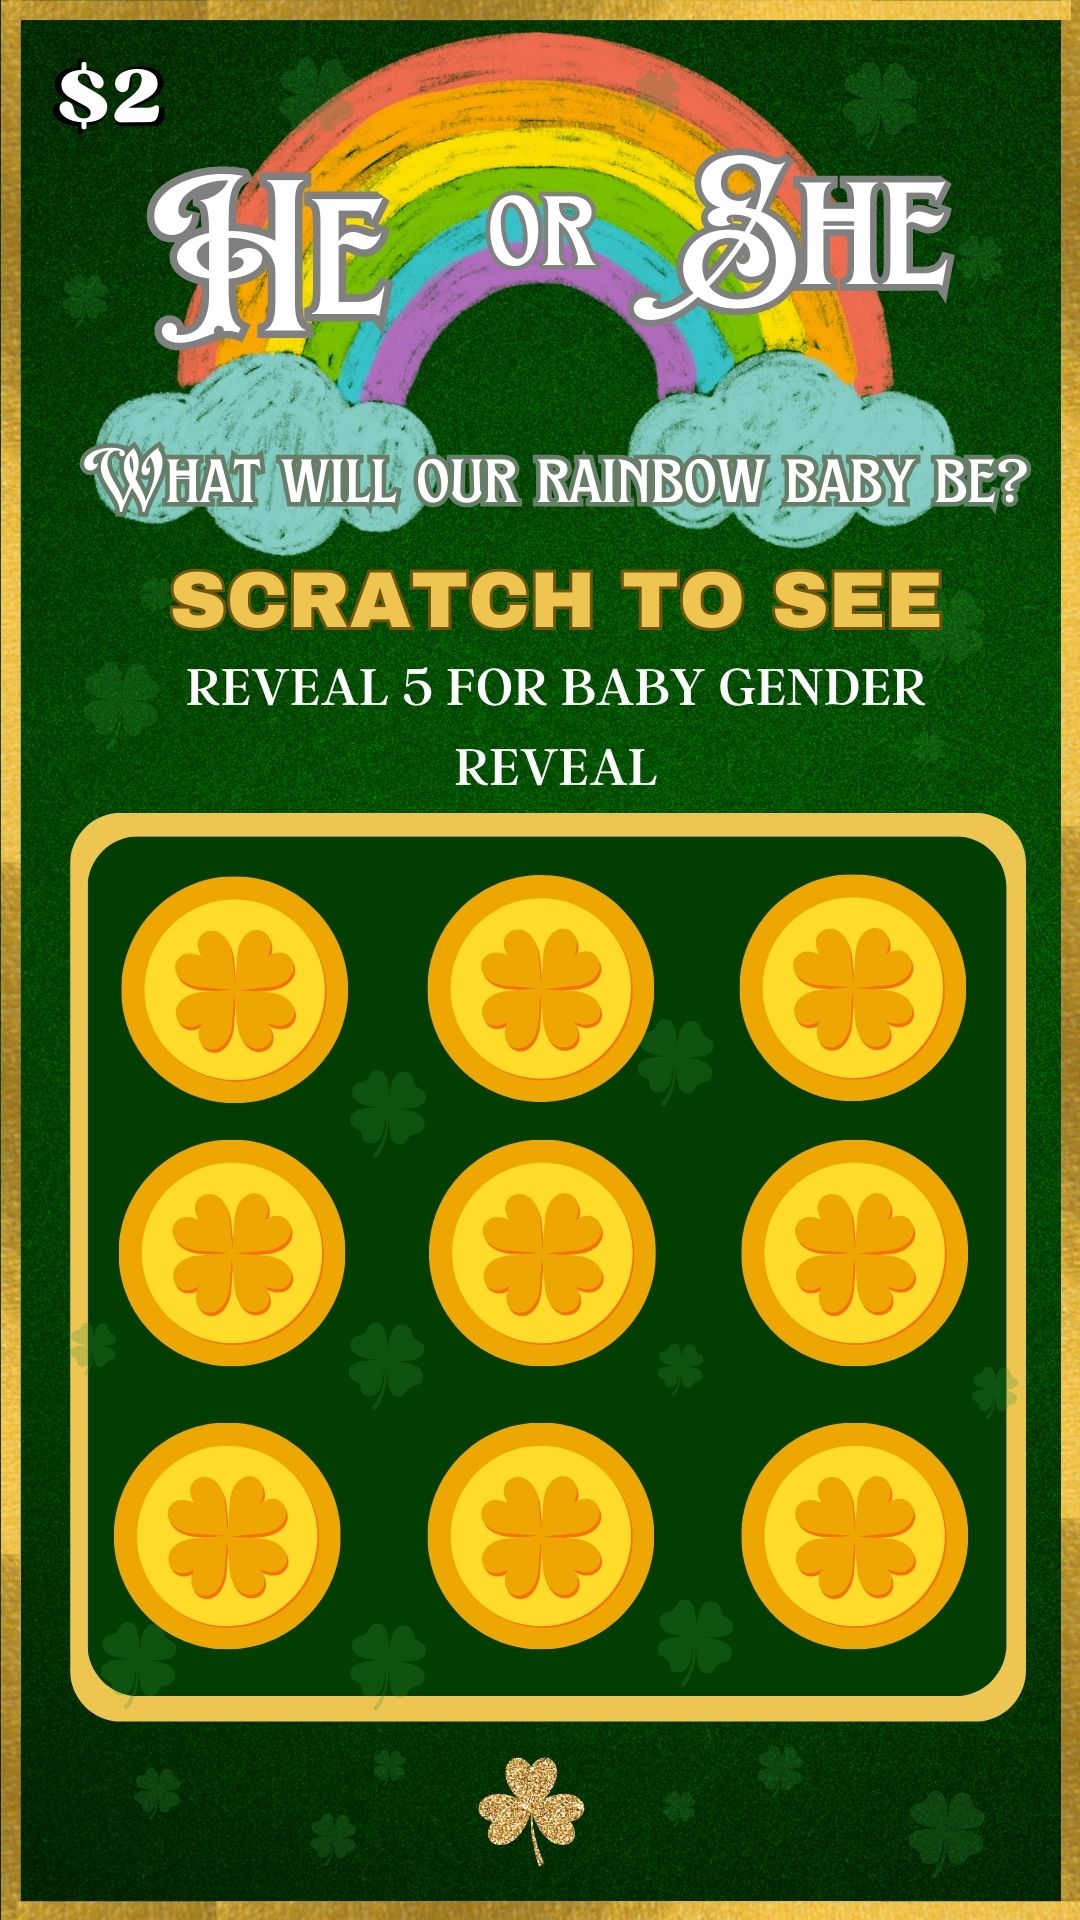 $2
He or She
What will our rainbow baby be?
SCRATCH TO SEE
REVEAL 5 FOR BABY GENDER
REVEAL